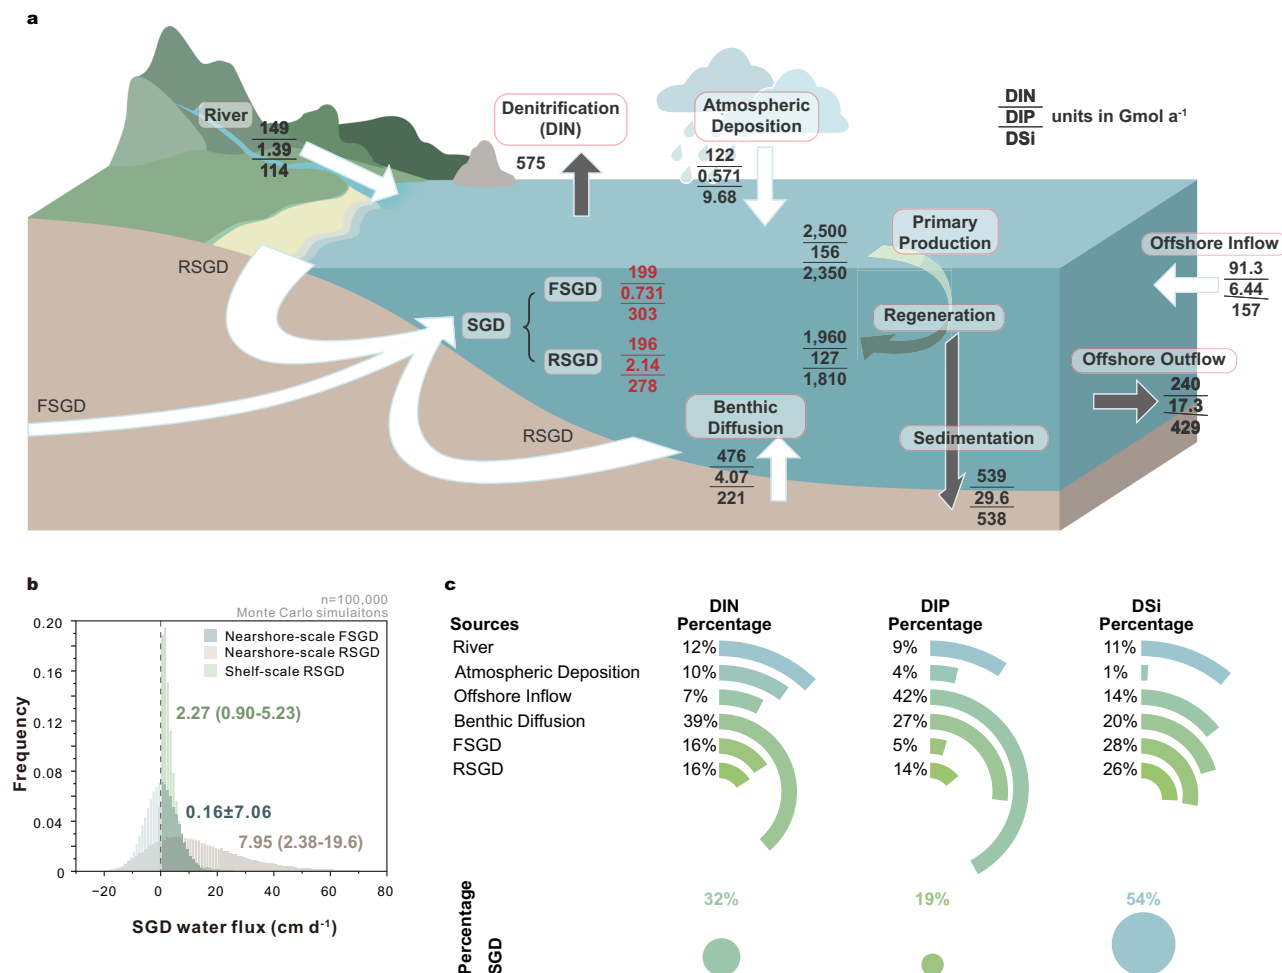 a
River
149
1.39
114
Denitrification
(DIN)
575
Atmospheric
Deposition
122
0.571
9.68
DIN
DIP
DSi
units in Gmol a⁻¹
2,500
156
2,350
Primary
Production
Offshore Inflow
91.3
6.44
157
RSGD
SGD
FSGD
199
0.731
303
RSGD
196
2.14
278
Regeneration
1,960
127
1,810
Offshore Outflow
240
17.3
429
FSGD
RSGD
Benthic
Diffusion
476
4.07
221
Sedimentation
539
29.6
538
b
n=100,000
Monte Carlo simulaitons
Nearshore-scale FSGD
Nearshore-scale RSGD
Shelf-scale RSGD
2.27 (0.90-5.23)
0.16±7.06
7.95 (2.38-19.6)
Frequency
0.20
0.16
0.12
0.08
0.04
0
−20 0 20 40 60 80
SGD water flux (cm d⁻¹)
c
Sources
DIN
Percentage
DIP
Percentage
DSi
Percentage
River 12% 9% 11%
Atmospheric Deposition 10% 4% 1%
Offshore Inflow 7% 42% 14%
Benthic Diffusion 39% 27% 20%
FSGD 16% 5% 28%
RSGD 16% 14% 26%
Percentage
SGD
32% 19% 54%